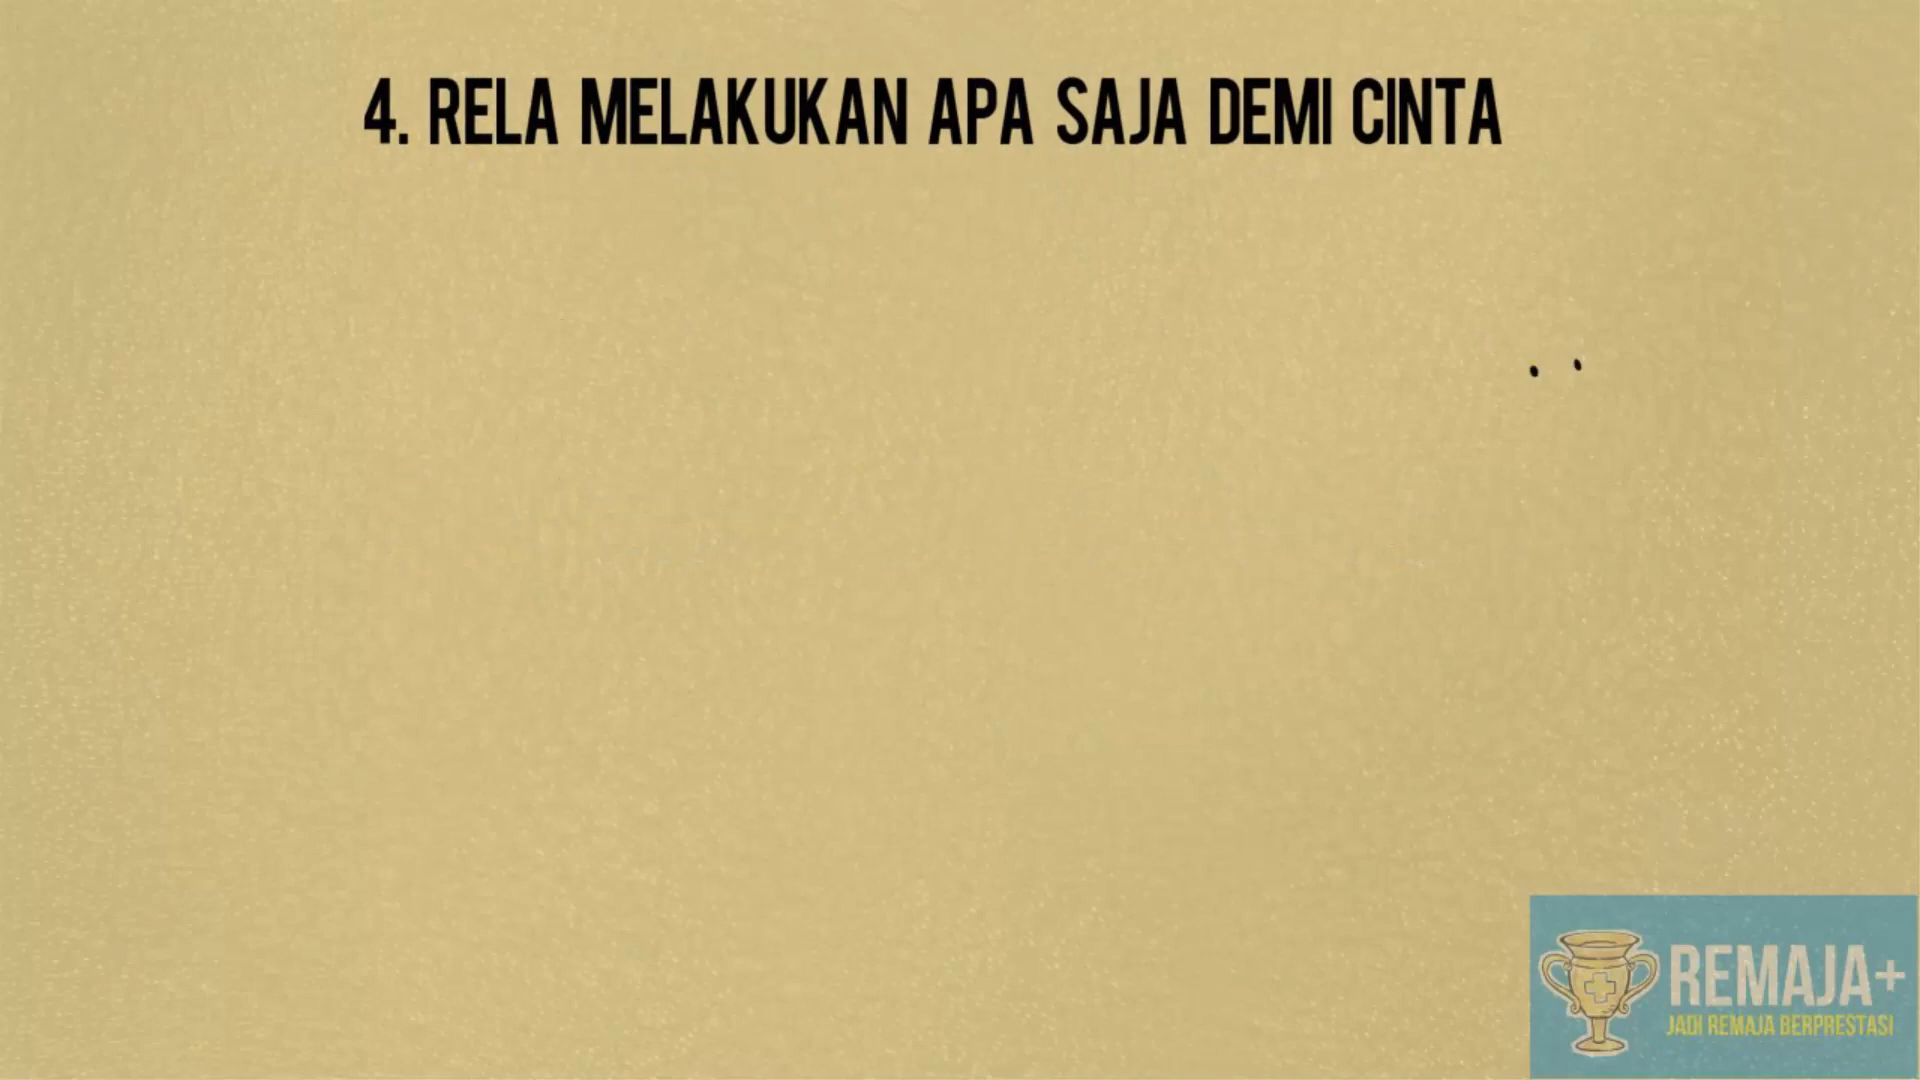 4. RELA MELAKUKAN APA SAJA DEMI CINTA
REMAJA+
JADI REMAJA BERPRESTASI